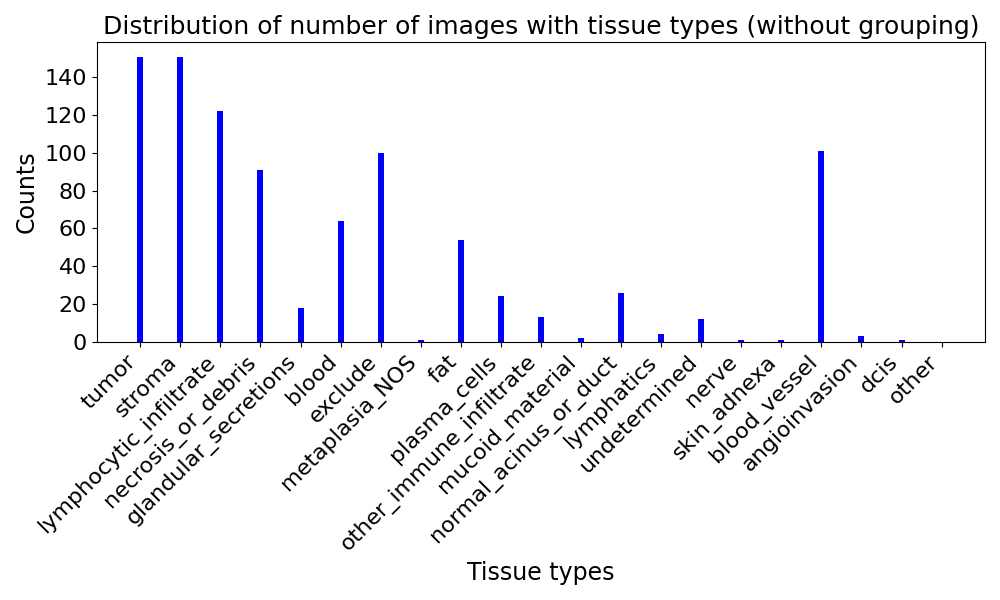 Distribution of number of images with tissue types (without grouping)
Counts
140
120
100
80
60
40
20
0
tumor
stroma
lymphocytic_infiltrate
necrosis_or_debris
glandular_secretions
blood
exclude
metaplasia_NOS
fat
plasma_cells
other_immune_infiltrate
mucoid_material
normal_acinus_or_duct
lymphatics
undetermined
nerve
skin_adnexa
blood_vessel
angioinvasion
dcis
other
Tissue types